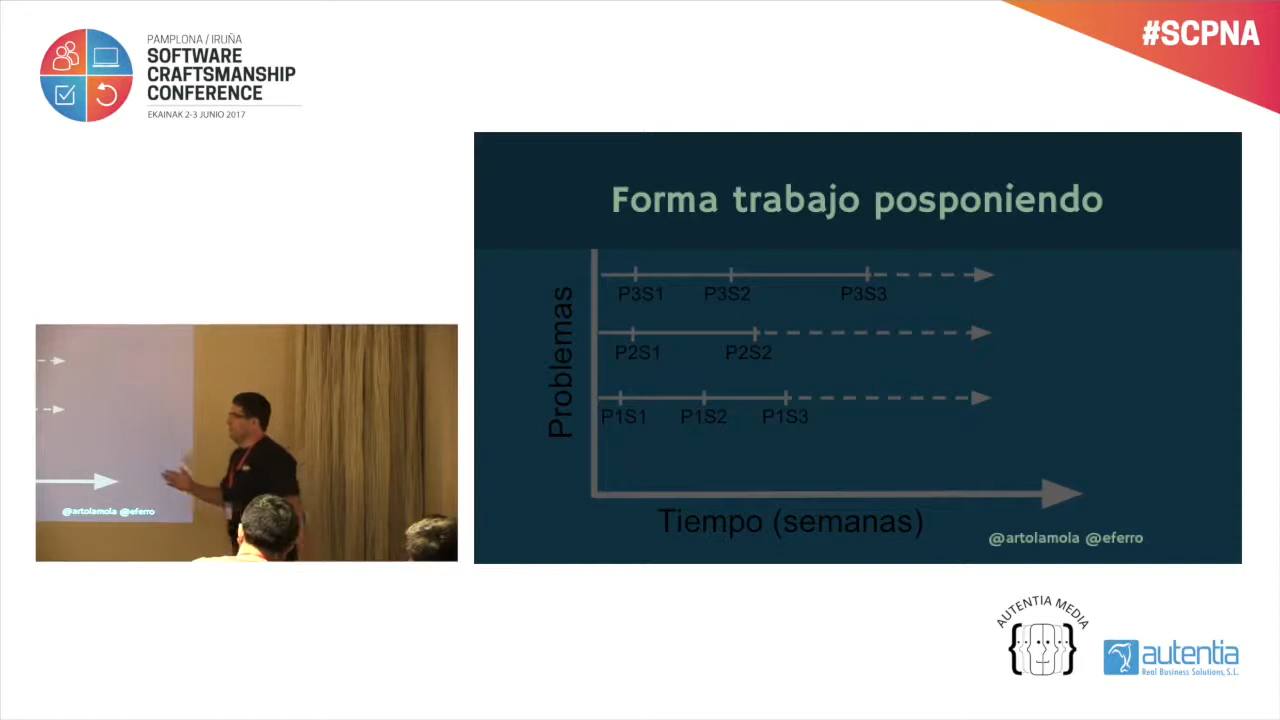 PAMPLONA / IRUÑA
SOFTWARE
CRAFTSMANSHIP
CONFERENCE
EKAINAK 2-3 JUNIO 2017
#SCPNA
Forma trabajo posponiendo
Problemas
P3S1 P3S2 P3S3
P2S1 P2S2
P1S1 P1S2 P1S3
Tiempo (semanas)
@artolamola @eferro
@artolamola @eferro
AUTENTIA MEDIA
autentia
Real Business Solutions, S.L.